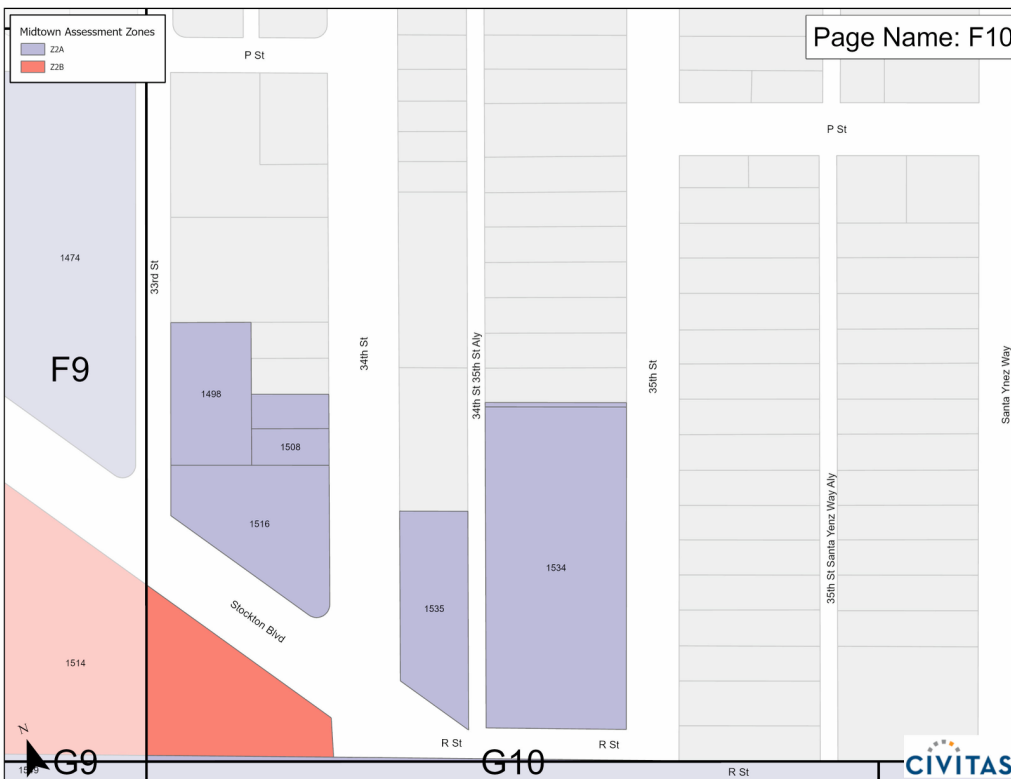 Midtown Assessment Zones
Z2A
Z2B
Page Name: F10
P St
P St
1474
33rd St
F9
34th St
34th St 35th St Aly
35th St
Santa Ynez Way
1498
1508
1516
1534
1535
35th St Santa Yenz Way Aly
Stockton Blvd
1514
N
R St
R St
G9
G10
R St
CIVITAS